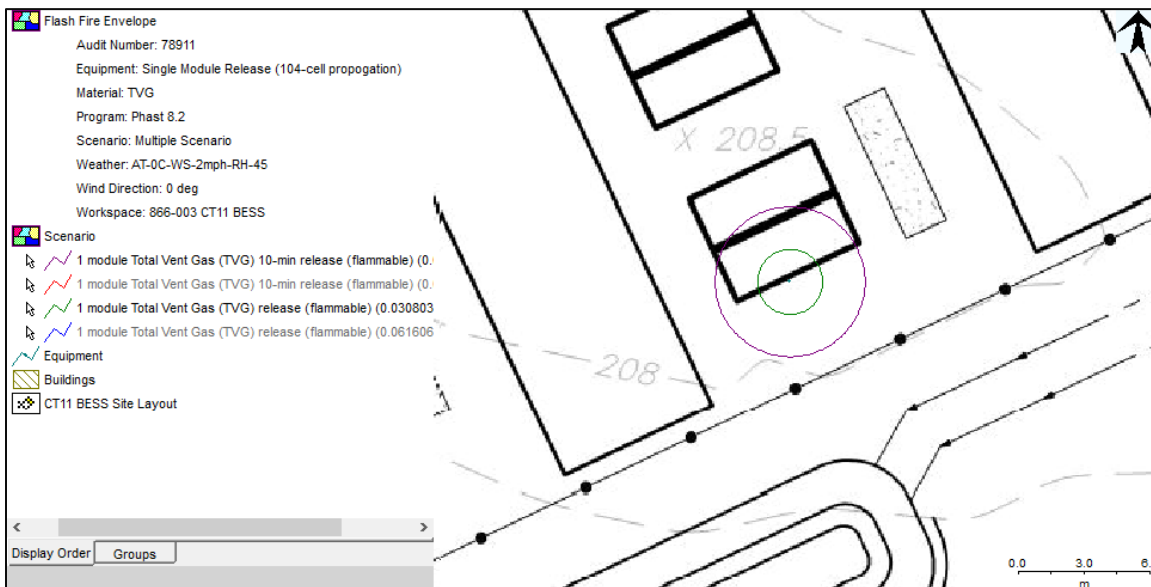 Flash Fire Envelope
Audit Number: 78911
Equipment: Single Module Release (104-cell propogation)
Material: TVG
Program: Phast 8.2
Scenario: Multiple Scenario
Weather: AT-0C-WS-2mph-RH-45
Wind Direction: 0 deg
Workspace: 866-003 CT11 BESS
Scenario
1 module Total Vent Gas (TVG) 10-min release (flammable) (0.
1 module Total Vent Gas (TVG) 10-min release (flammable) (0.
1 module Total Vent Gas (TVG) release (flammable) (0.030803
1 module Total Vent Gas (TVG) release (flammable) (0.061606
Equipment
Buildings
CT11 BESS Site Layout
Display Order Groups
X 208.5
208
0.0 3.0 6.
m